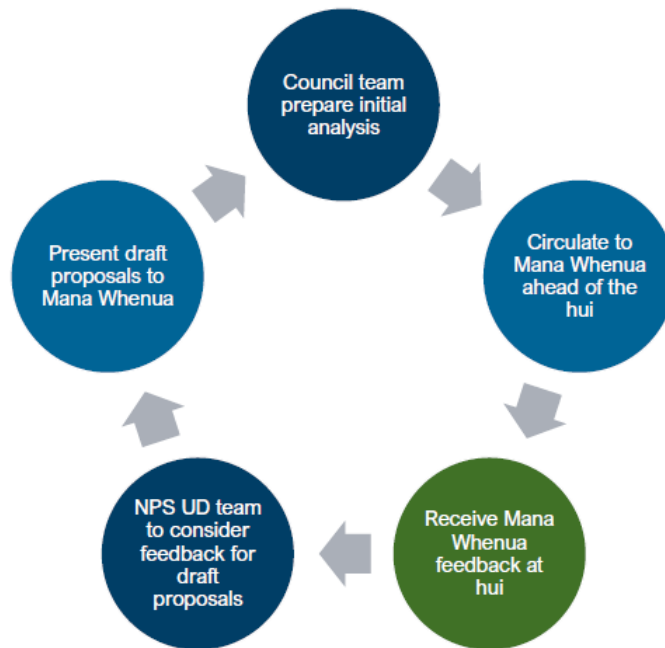 Council team
prepare initial
analysis
Circulate to
Mana Whenua
ahead of the
hui
Receive Mana
Whenua
feedback at
hui
NPS UD team
to consider
feedback for
draft
proposals
Present draft
proposals to
Mana Whenua